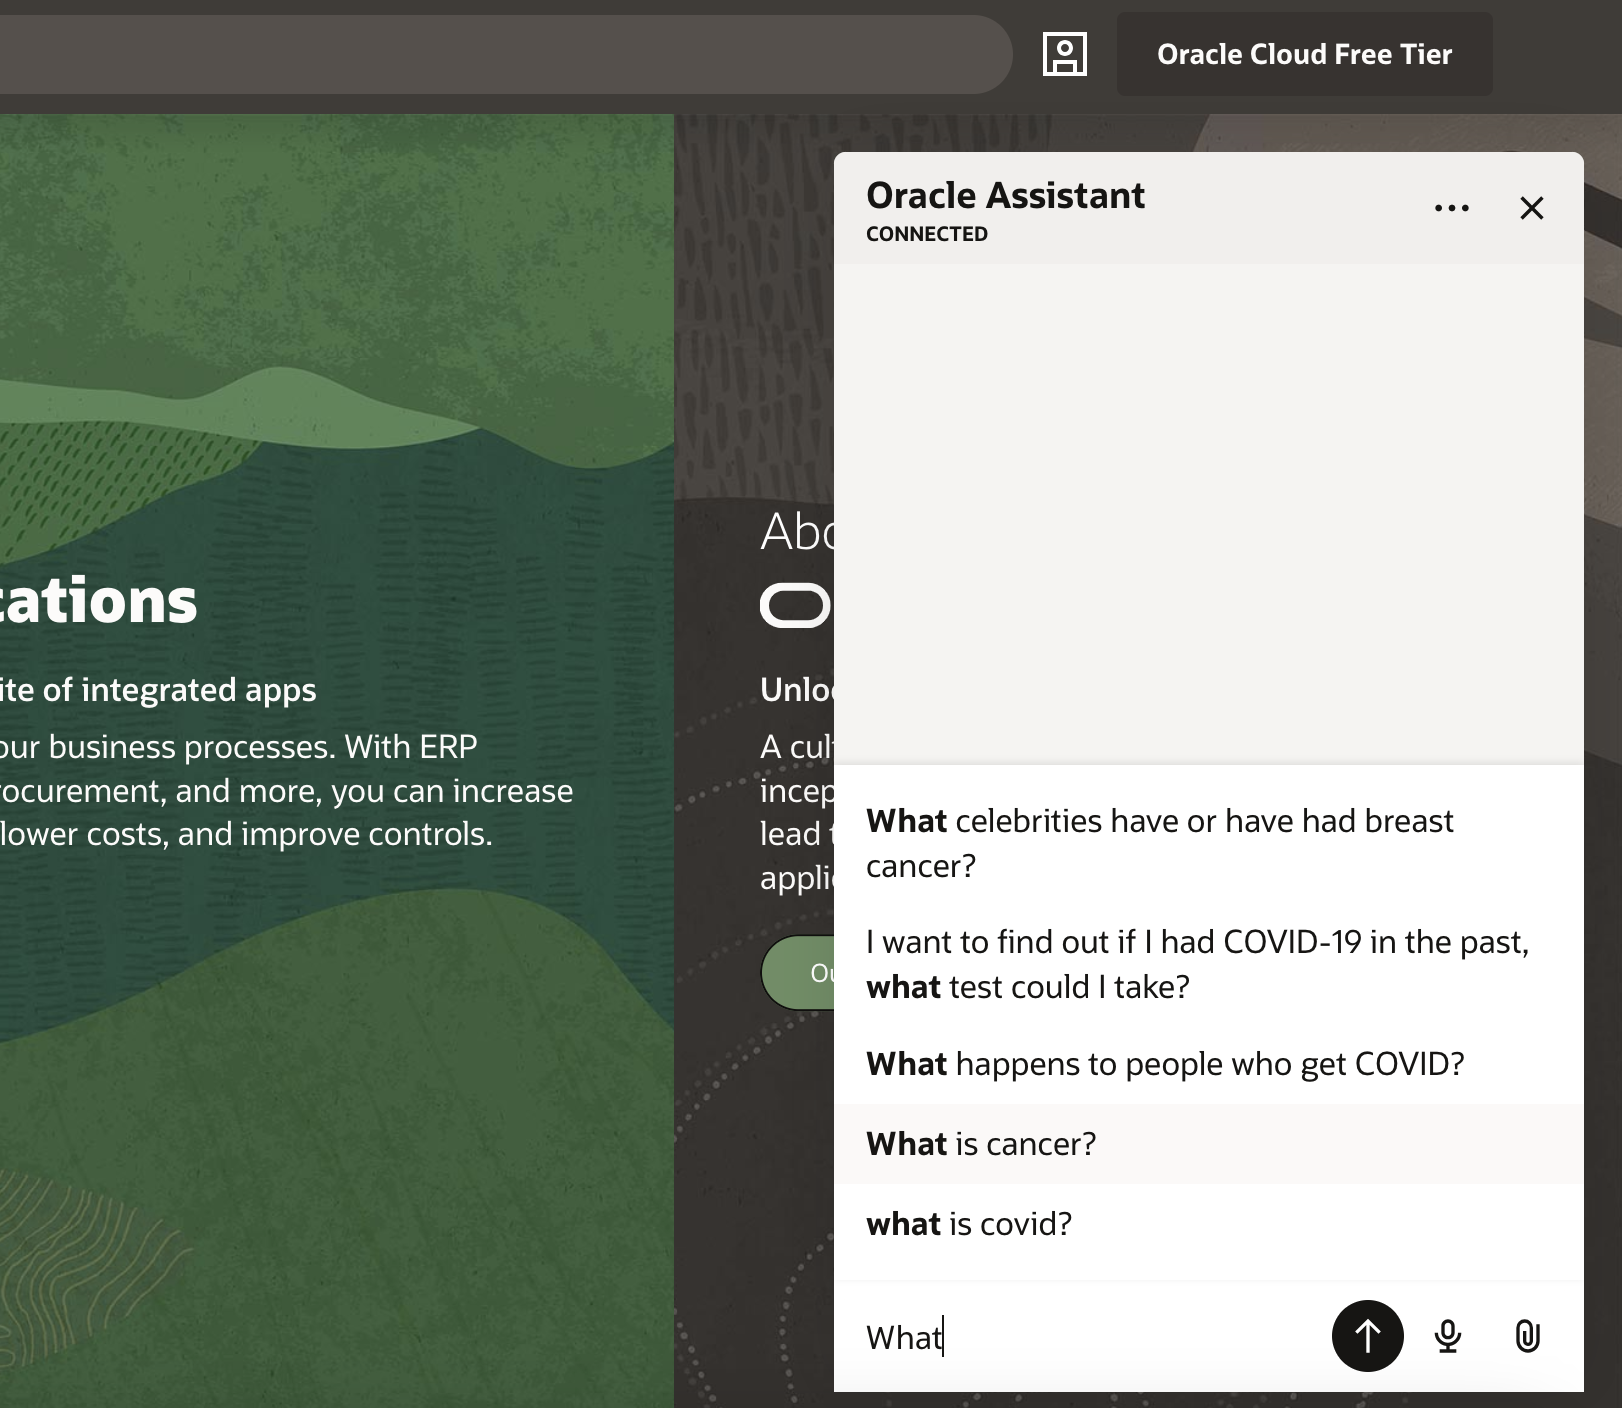 Oracle Cloud Free Tier
Oracle Assistant
CONNECTED
cations
ite of integrated apps
our business processes. With ERP
rocurement, and more, you can increase
lower costs, and improve controls.
Abo
O
Unloc
A cul
incep
lead t
applic
Ou
What celebrities have or have had breast
cancer?
I want to find out if I had COVID-19 in the past,
what test could I take?
What happens to people who get COVID?
What is cancer?
what is covid?
What